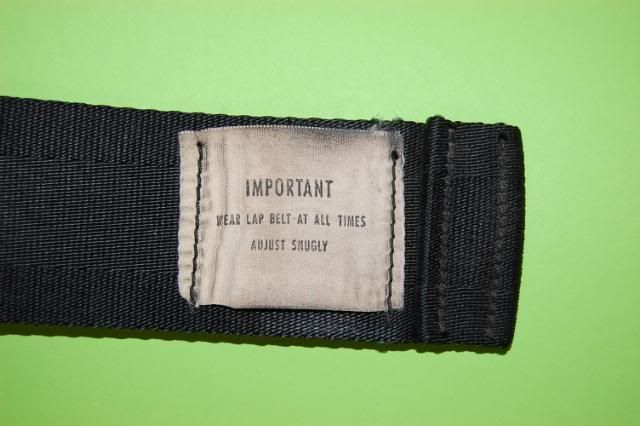 IMPORTANT
WEAR LAP BELT AT ALL TIMES
ADJUST SNUGLY